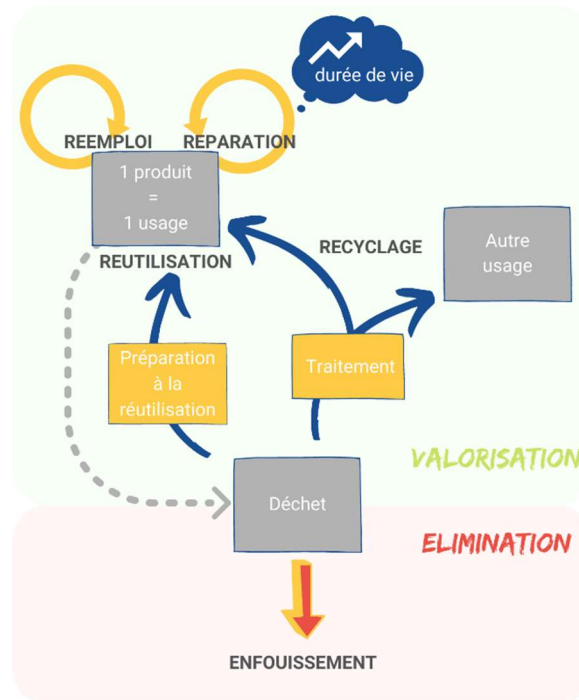 durée de vie
REEMPLOI
REPARATION
1 produit
=
1 usage
REUTILISATION
RECYCLAGE
Autre
usage
Préparation
à la
réutilisation
Traitement
VALORISATION
Déchet
ELIMINATION
ENFOUISSEMENT